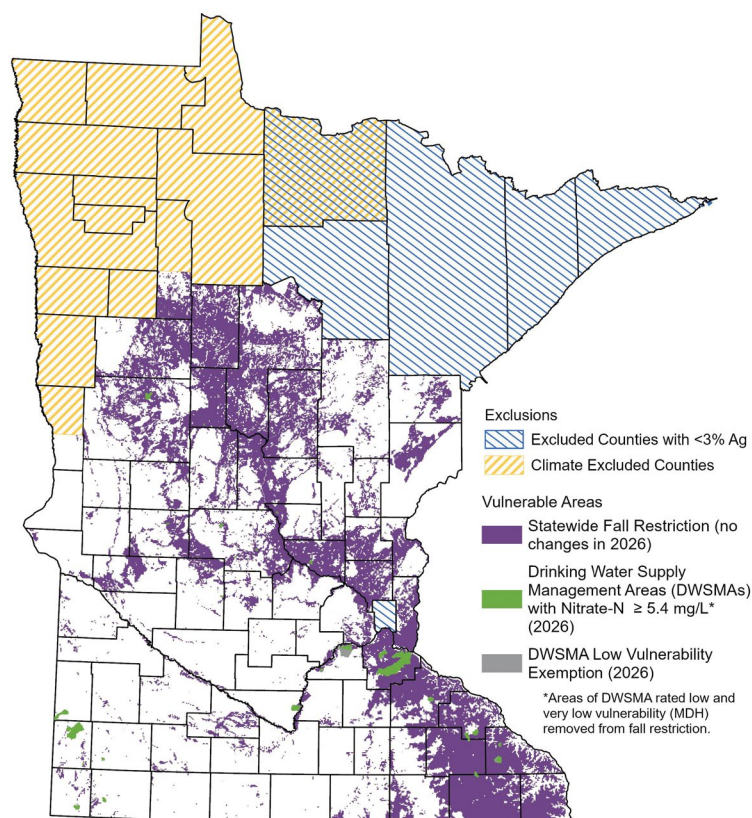 Exclusions
Excluded Counties with <3% Ag
Climate Excluded Counties
Vulnerable Areas
Statewide Fall Restriction (no
changes in 2026)
Drinking Water Supply
Management Areas (DWSMAs)
with Nitrate-N ≥ 5.4 mg/L*
(2026)
DWSMA Low Vulnerability
Exemption (2026)
*Areas of DWSMA rated low and
very low vulnerability (MDH)
removed from fall restriction.